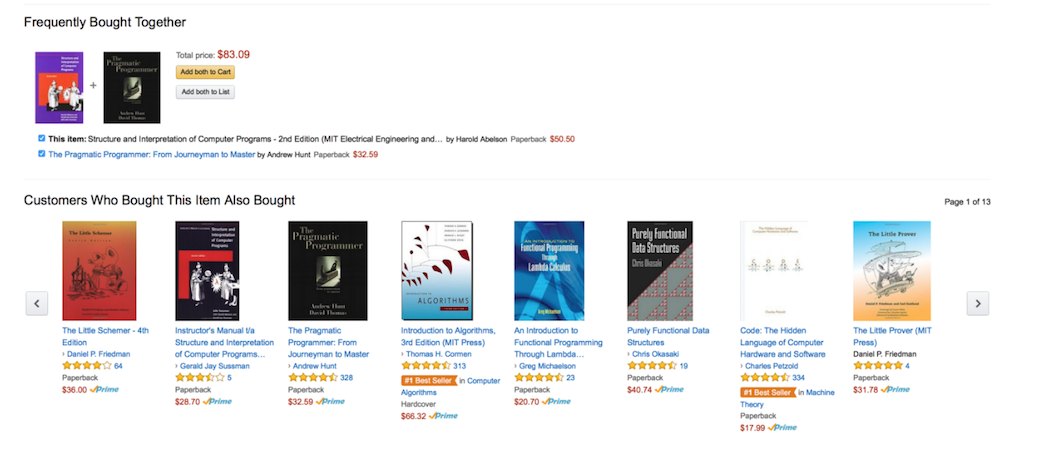 Frequently Bought Together
The
Pragmatic
Programmer
Andrew Hunt
David Thomas
+
Total price: $83.09
Add both to Cart
Add both to List
This item: Structure and Interpretation of Computer Programs - 2nd Edition (MIT Electrical Engineering and... by Harold Abelson Paperback $50.50
The Pragmatic Programmer: From Journeyman to Master by Andrew Hunt Paperback $32.59
Customers Who Bought This Item Also Bought
Page 1 of 13
The Little Schemer
Structure and
Interpretation
of Computer
Programs
The
Pragmatic
Programmer
Andrew Hunt
David Thomas
ALGORITHMS
AN INTRODUCTION TO
Functional Programming
Through
Lambda Calculus
Greg Michaelson
Purely Functional
Data Structures
Chris Okasaki
The Little Prover
The Little Schemer - 4th
Edition
› Daniel P. Friedman
64
Paperback
$36.00 Prime
Instructor's Manual t/a
Structure and Interpretation
of Computer Programs...
› Gerald Jay Sussman
5
Paperback
$28.70 Prime
The Pragmatic
Programmer: From
Journeyman to Master
› Andrew Hunt
328
Paperback
$32.59 Prime
Introduction to Algorithms,
3rd Edition (MIT Press)
› Thomas H. Cormen
313
#1 Best Seller in Computer
Algorithms
Hardcover
$66.32 Prime
An Introduction to
Functional Programming
Through Lambda...
› Greg Michaelson
23
Paperback
$20.70 Prime
Purely Functional Data
Structures
› Chris Okasaki
19
Paperback
$40.74 Prime
Code: The Hidden
Language of Computer
Hardware and Software
› Charles Petzold
334
#1 Best Seller in Machine
Theory
Paperback
$17.99 Prime
The Little Prover (MIT
Press)
Daniel P. Friedman
4
Paperback
$31.78 Prime